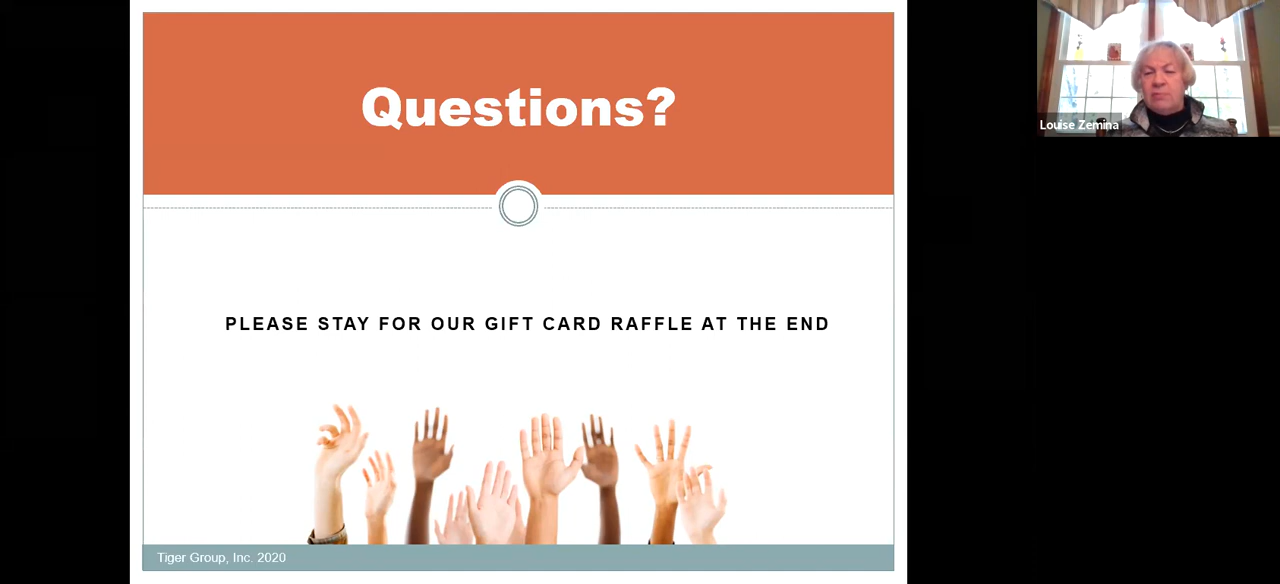 Questions?
Louise Zemina
PLEASE STAY FOR OUR GIFT CARD RAFFLE AT THE END
Tiger Group, Inc. 2020